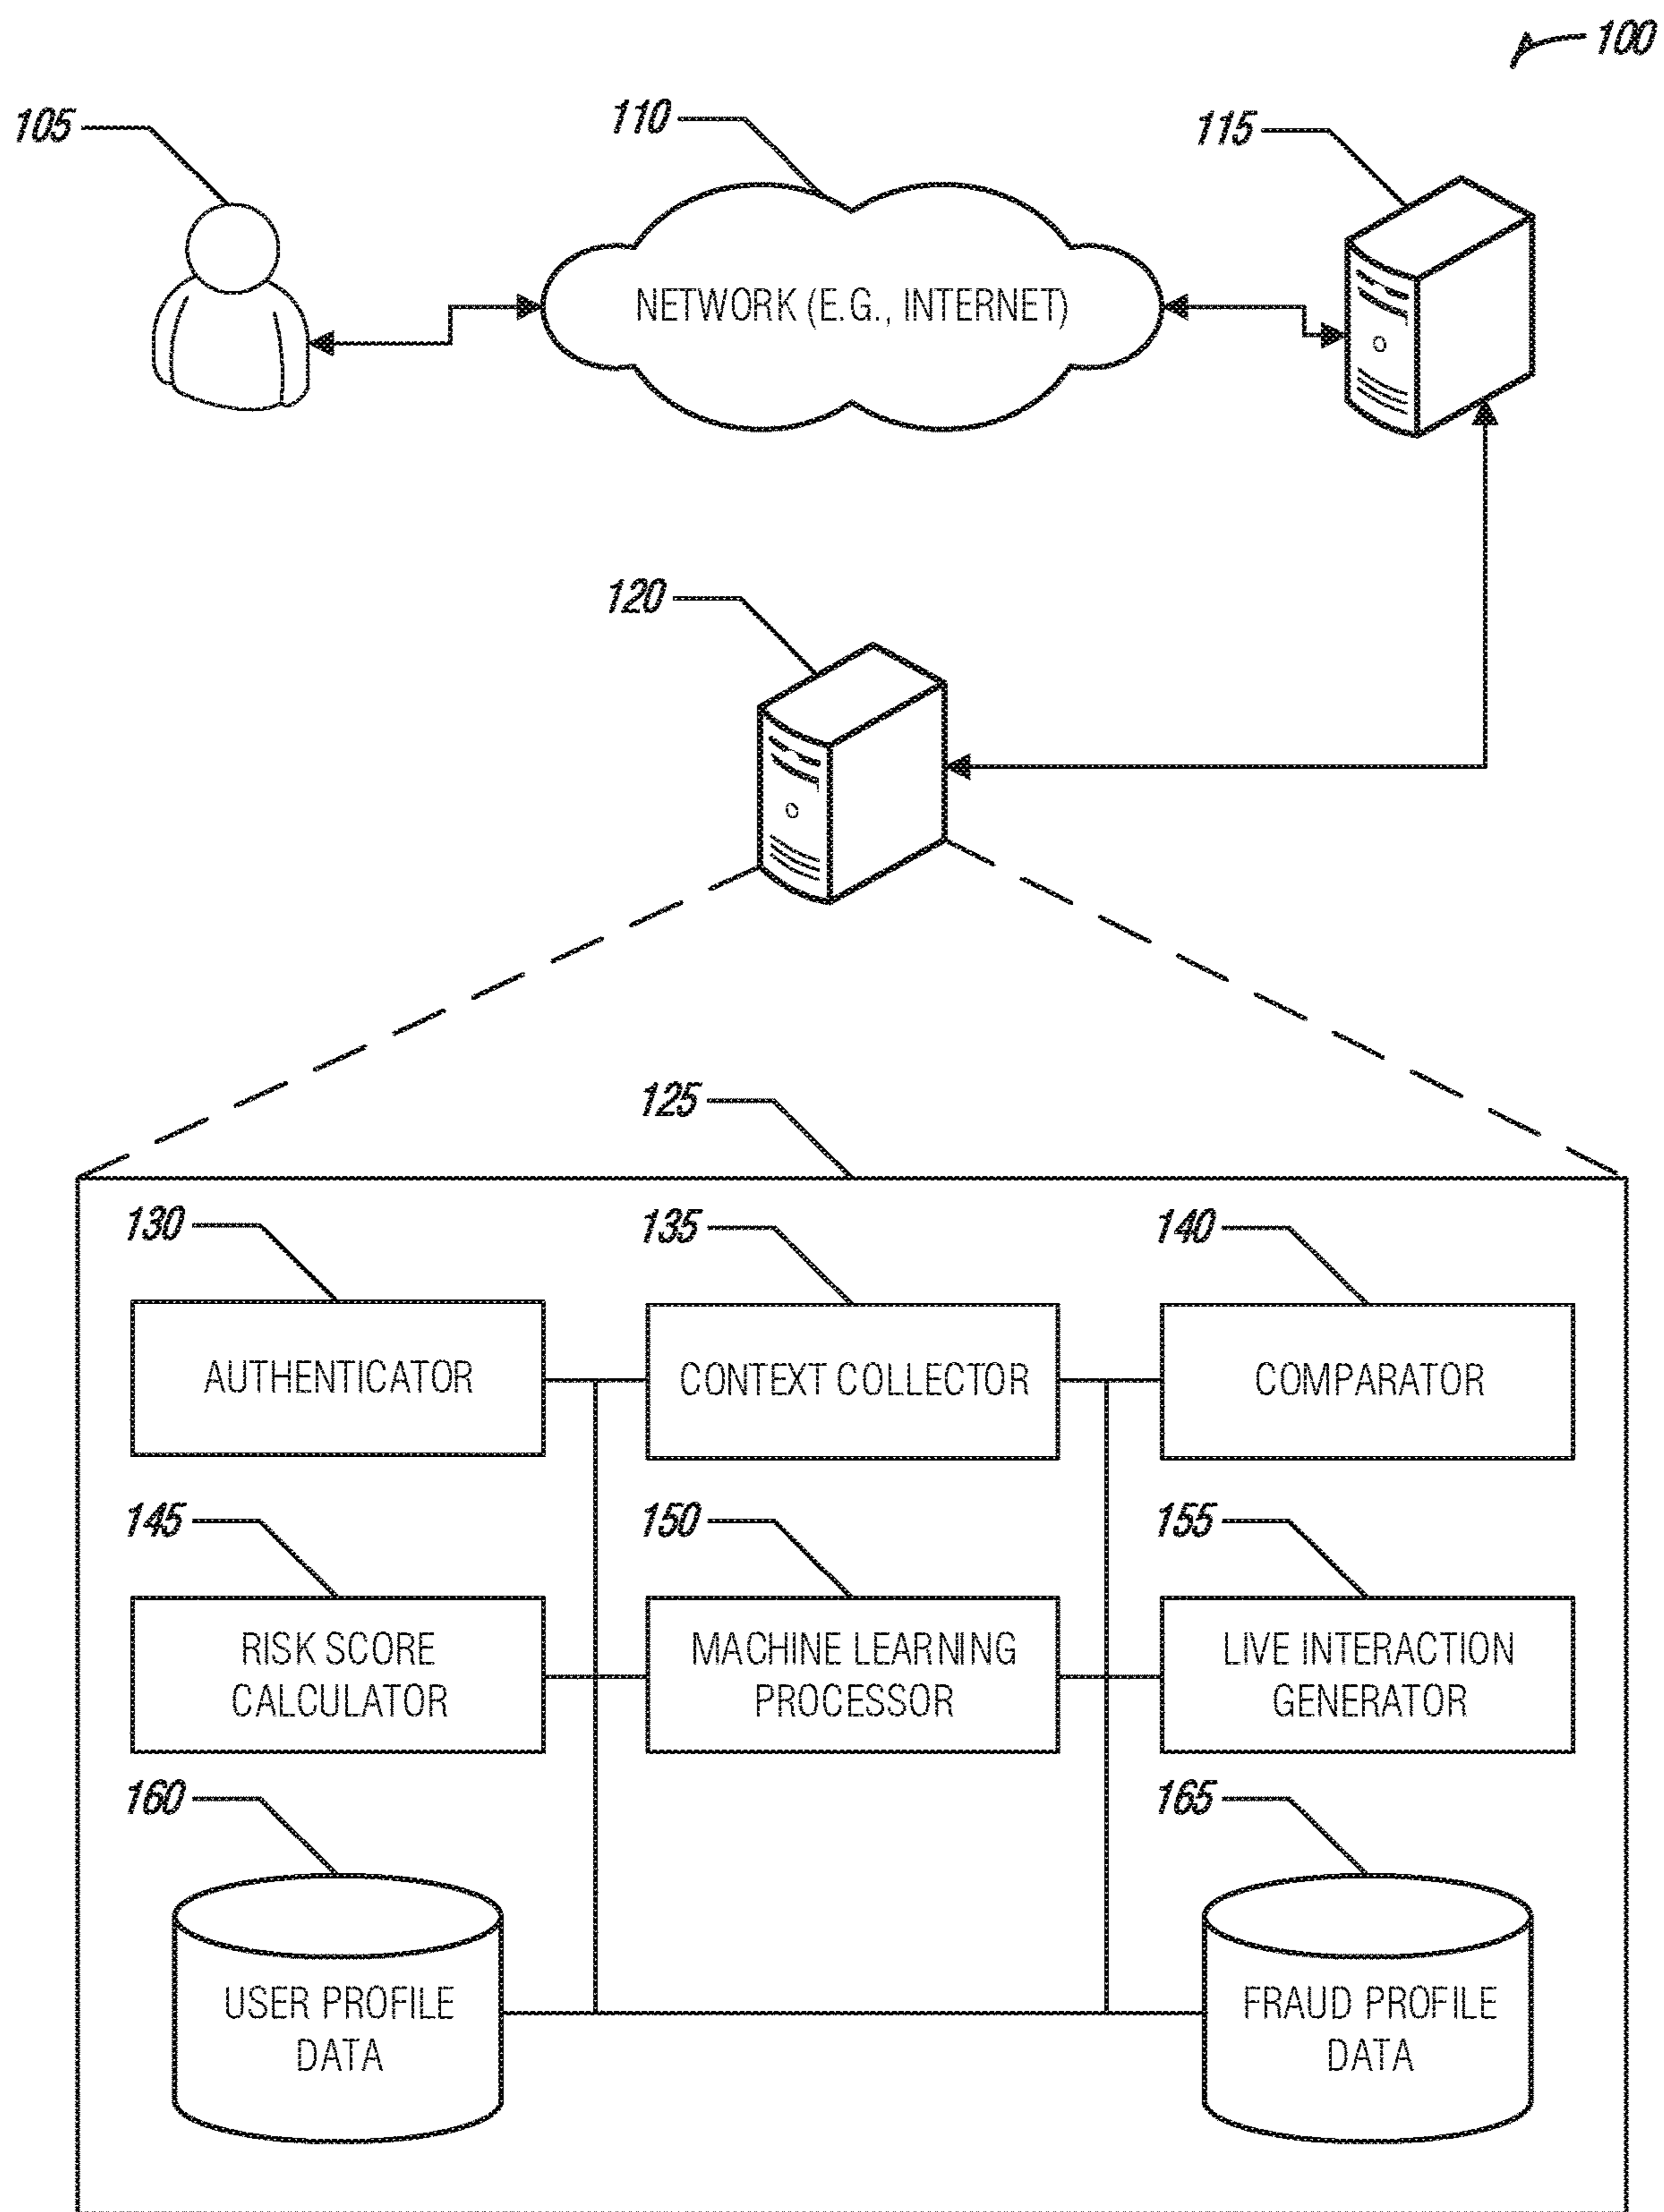 100
105
110
115
NETWORK (E.G., INTERNET)
120
125
130
135
140
AUTHENTICATOR
CONTEXT COLLECTOR
COMPARATOR
145
150
155
RISK SCORE
CALCULATOR
MACHINE LEARNING
PROCESSOR
LIVE INTERACTION
GENERATOR
160
165
USER PROFILE
DATA
FRAUD PROFILE
DATA